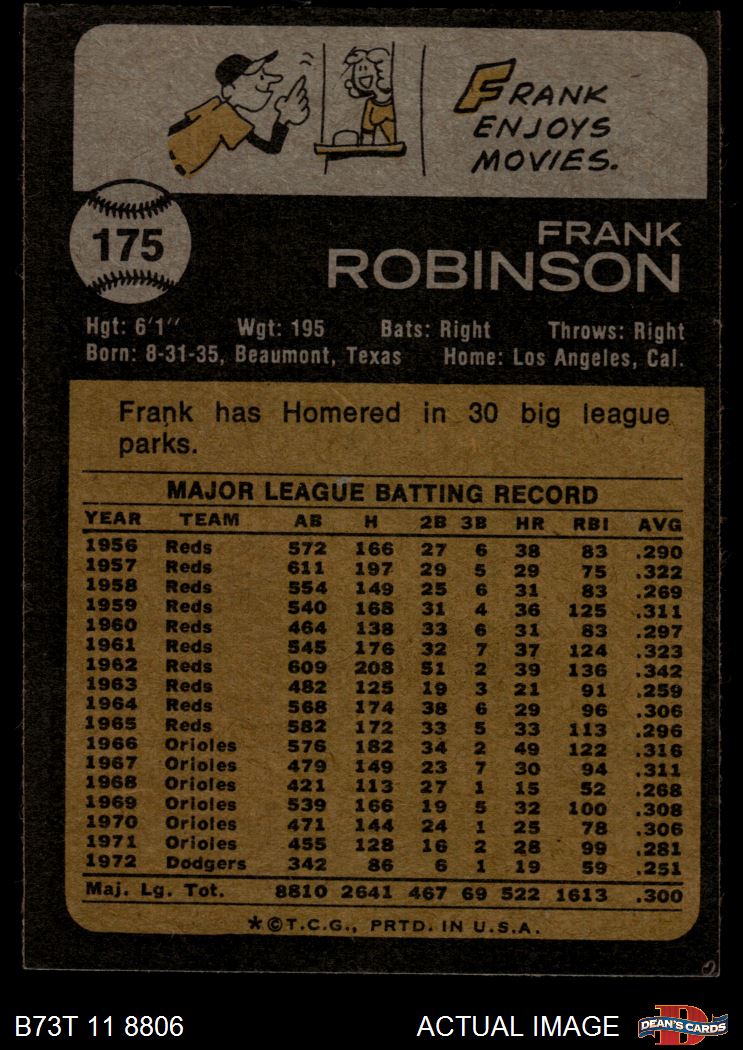 FRANK
ENJOYS
MOVIES.
175
FRANK
ROBINSON
Hgt: 6'1" Wgt: 195 Bats: Right Throws: Right
Born: 8-31-35, Beaumont, Texas Home: Los Angeles, Cal.
Frank has Homered in 30 big league
parks.
MAJOR LEAGUE BATTING RECORD
YEAR TEAM AB H 2B 3B HR RBI AVG
1956 Reds 572 166 27 6 38 83 .290
1957 Reds 611 197 29 5 29 75 .322
1958 Reds 554 149 25 6 31 83 .269
1959 Reds 540 168 31 4 36 125 .311
1960 Reds 464 138 33 6 31 83 .297
1961 Reds 545 176 32 7 37 124 .323
1962 Reds 609 208 51 2 39 136 .342
1963 Reds 482 125 19 3 21 91 .259
1964 Reds 568 174 38 6 29 96 .306
1965 Reds 582 172 33 5 33 113 .296
1966 Orioles 576 182 34 2 49 122 .316
1967 Orioles 479 149 23 7 30 94 .311
1968 Orioles 421 113 27 1 15 52 .268
1969 Orioles 539 166 19 5 32 100 .308
1970 Orioles 471 144 24 1 25 78 .306
1971 Orioles 455 128 16 2 28 99 .281
1972 Dodgers 342 86 6 1 19 59 .251
Maj. Lg. Tot. 8810 2641 467 69 522 1613 .300
*©T.C.G., PRTD. IN U.S.A.
B73T 11 8806 ACTUAL IMAGE DEAN'S CARDS